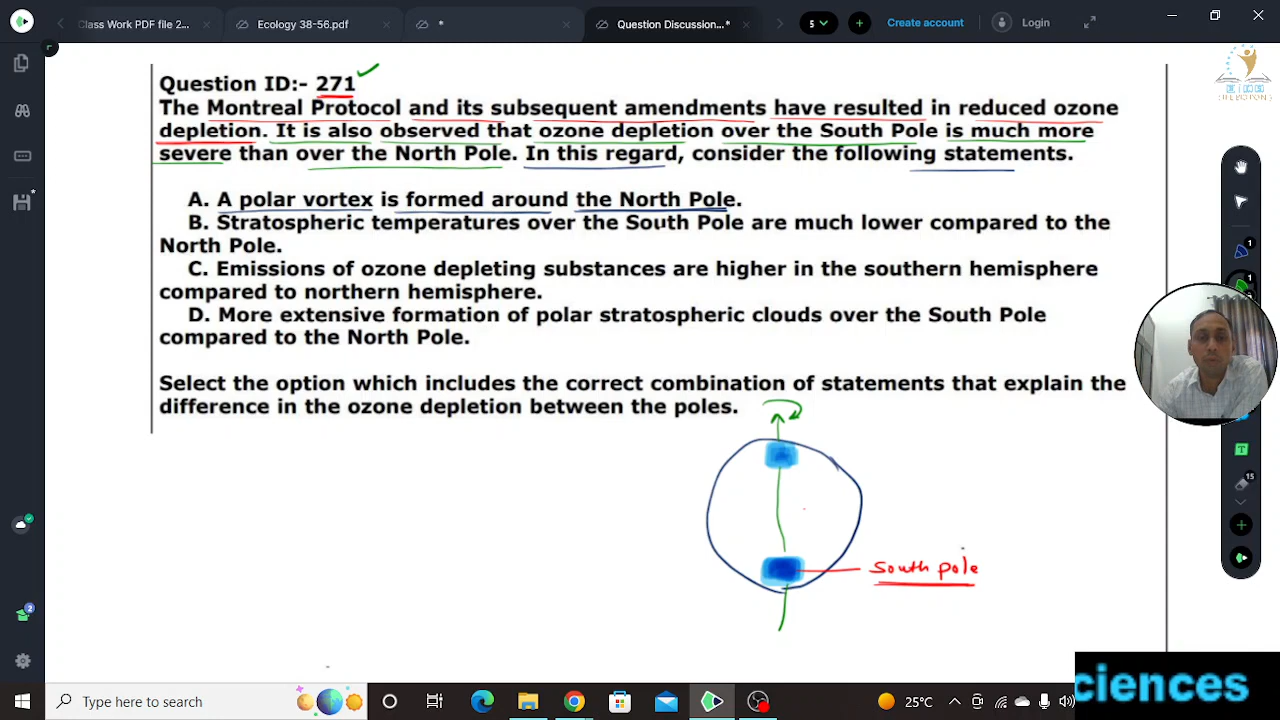 Class Work PDF file 2...
Ecology 38-56.pdf
*
Question Discussion...*
5
Create account
Login
Question ID:- 271
The Montreal Protocol and its subsequent amendments have resulted in reduced ozone
depletion. It is also observed that ozone depletion over the South Pole is much more
severe than over the North Pole. In this regard, consider the following statements.
A. A polar vortex is formed around the North Pole.
B. Stratospheric temperatures over the South Pole are much lower compared to the
North Pole.
C. Emissions of ozone depleting substances are higher in the southern hemisphere
compared to northern hemisphere.
D. More extensive formation of polar stratospheric clouds over the South Pole
compared to the North Pole.
Select the option which includes the correct combination of statements that explain the
difference in the ozone depletion between the poles.
South pole
1
1
T
15
2
ciences
Type here to search
25°C